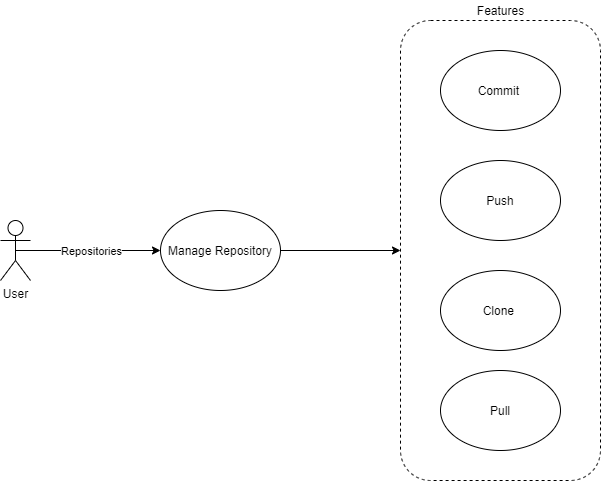 Features
Commit
Push
Repositories
Manage Repository
User
Clone
Pull